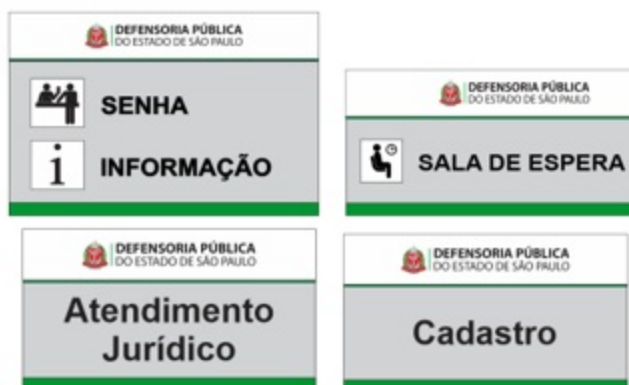 DEFENSORIA PÚBLICA
DO ESTADO DE SÃO PAULO
SENHA
i INFORMAÇÃO
DEFENSORIA PÚBLICA
DO ESTADO DE SÃO PAULO
SALA DE ESPERA
DEFENSORIA PÚBLICA
DO ESTADO DE SÃO PAULO
Atendimento
Jurídico
DEFENSORIA PÚBLICA
DO ESTADO DE SÃO PAULO
Cadastro